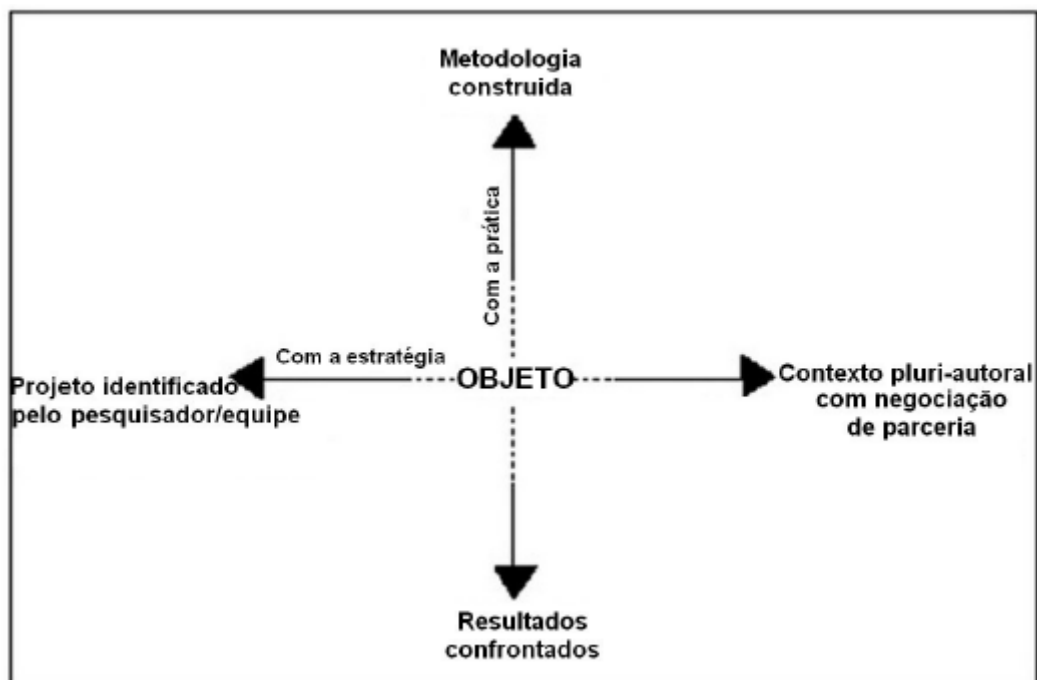 Metodologia
construida
Com a prática
Com a estratégia
OBJETO
Projeto identificado
pelo pesquisador/equipe
Contexto pluri-autoral
com negociação
de parceria
Resultados
confrontados